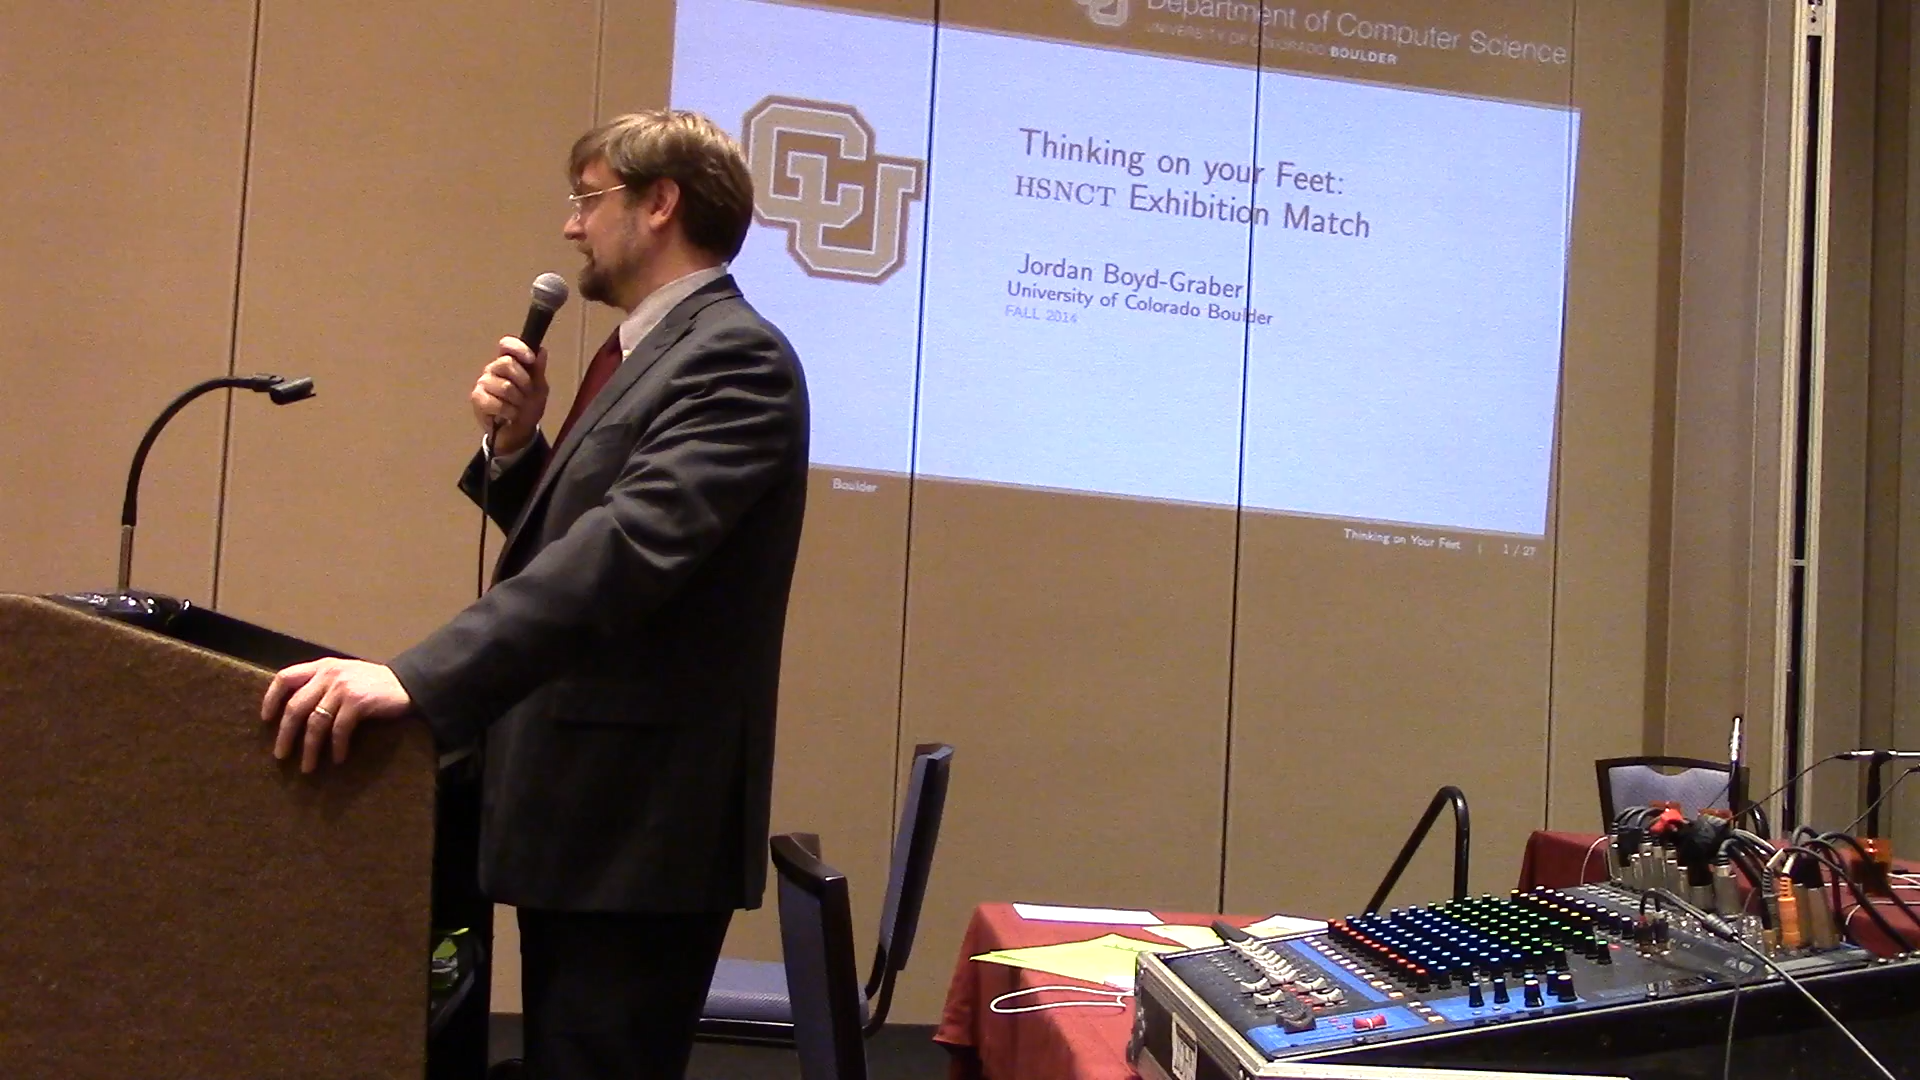 Department of Computer Science
UNIVERSITY OF COLORADO BOULDER
CU
Thinking on your Feet:
HSNCT Exhibition Match
Jordan Boyd-Graber
University of Colorado Boulder
FALL 2014
Boulder
Thinking on Your Feet | 1 / 27